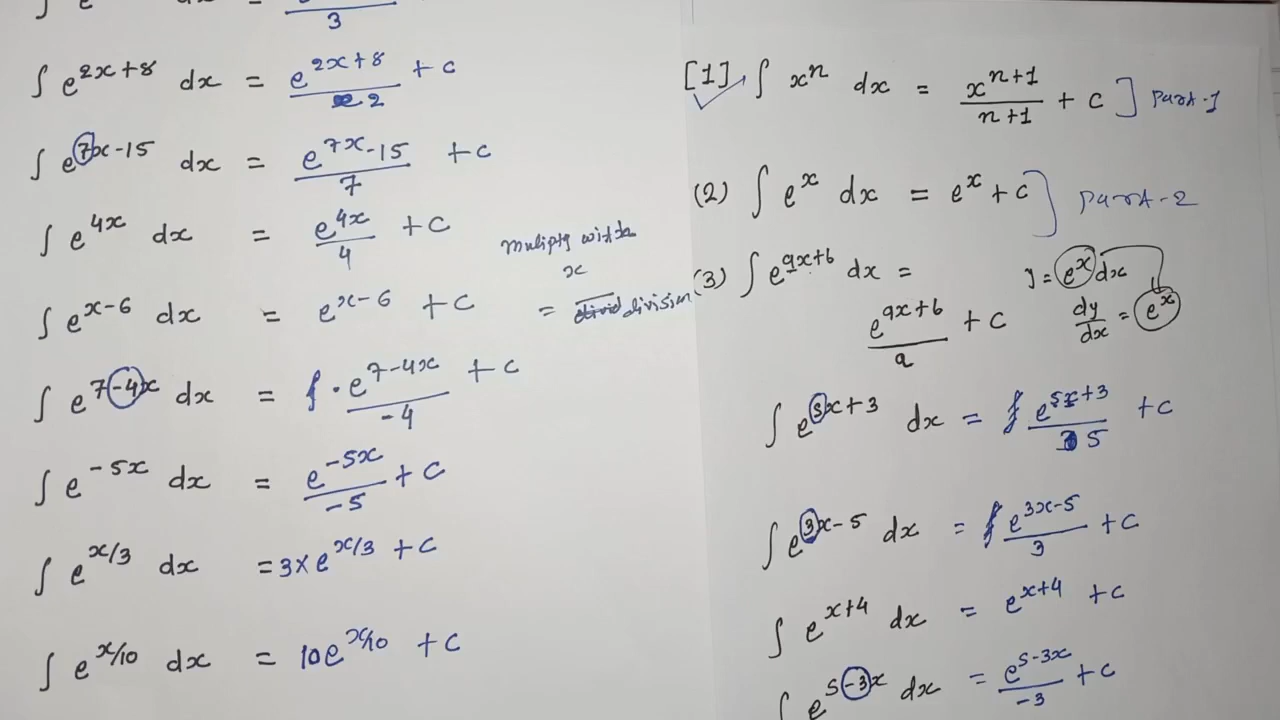 ∫ e dx = / 3
∫ e^{2x+8} dx = e^{2x+8} / 2 + c
∫ e^{7x-15} dx = e^{7x-15} / 7 + c
∫ e^{4x} dx = e^{4x} / 4 + c
∫ e^{x-6} dx = e^{x-6} + c
∫ e^{7-4x} dx = e^{7-4x} / -4 + c
∫ e^{-5x} dx = e^{-5x} / -5 + c
∫ e^{x/3} dx = 3×e^{x/3} + c
∫ e^{x/10} dx = 10e^{x/10} + c
x
= division
[1] ∫ x^n dx = x^{n+1} / n+1 + c ] Part-1
(2) ∫ e^x dx = e^x + c ] Part-2
(3) ∫ e^{ax+b} dx =
e^{ax+b} / a + c
e^x dx
dy/dx = e^x
∫ e^{5x+3} dx = e^{5x+3} / 5 + c
∫ e^{3x-5} dx = e^{3x-5} / 3 + c
∫ e^{x+4} dx = e^{x+4} + c
∫ e^{5-3x} dx = e^{5-3x} / -3 + c